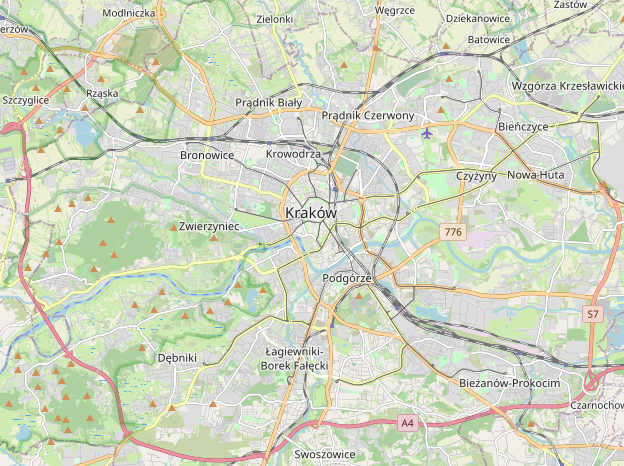 Modlniczka
Zielonki
Węgrzce
Zastów
Dziekanowice
Batowice
Rząska
Szczyglice
Wzgórza Krzesławickie
Prądnik Biały
Prądnik Czerwony
Bieńczyce
Bronowice
Krowodrza
Czyżyny
Nowa Huta
Kraków
Zwierzyniec
776
Podgórze
S7
Dębniki
Łagiewniki-
Borek Fałęcki
Bieżanów-Prokocim
Czarnochow
A4
Swoszowice